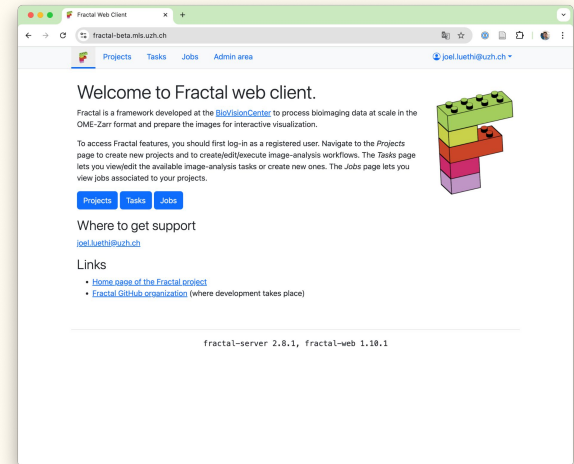 Fractal Web Client
fractal-beta.mls.uzh.ch
Projects Tasks Jobs Admin area joel.luethi@uzh.ch
Welcome to Fractal web client.
Fractal is a framework developed at the BioVisionCenter to process bioimaging data at scale in the
OME-Zarr format and prepare the images for interactive visualization.
To access Fractal features, you should first log-in as a registered user. Navigate to the Projects
page to create new projects and to create/edit/execute image-analysis workflows. The Tasks page
lets you view/edit the available image-analysis tasks or create new ones. The Jobs page lets you
view jobs associated to your projects.
Projects Tasks Jobs
Where to get support
joel.luethi@uzh.ch
Links
• Home page of the Fractal project
• Fractal GitHub organization (where development takes place)
fractal-server 2.8.1, fractal-web 1.10.1